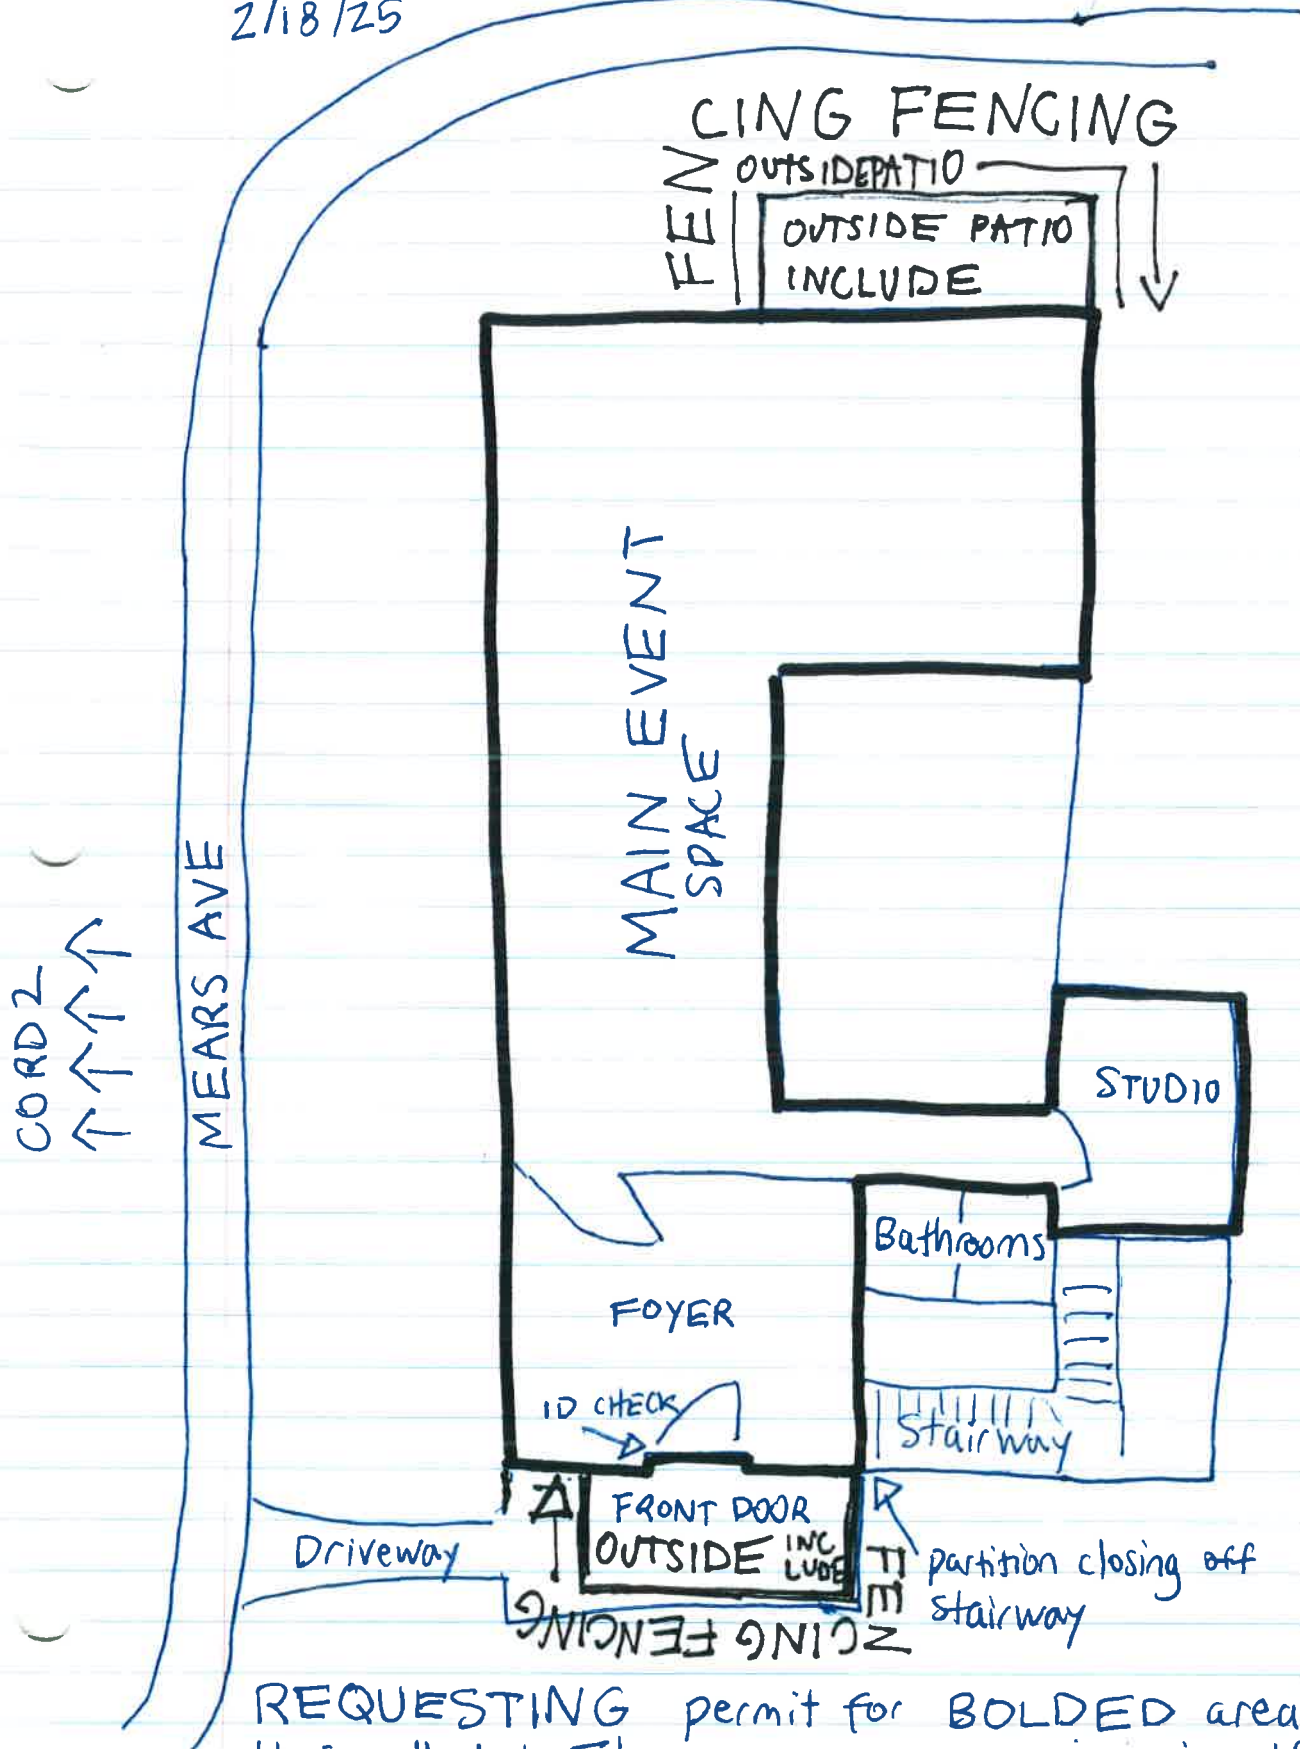 2/18/25
CING FENCING
FEN
OUTSIDEPATIO
OUTSIDE PATIO
INCLUDE
MAIN EVENT
SPACE
CORD2
MEARS AVE
STUDIO
Bathrooms
FOYER
ID CHECK
Stairway
FRONT DOOR
OUTSIDE INC
LUDE
Driveway
FEN
CING FENCING
partition closing off
stairway
REQUESTING permit for BOLDED area